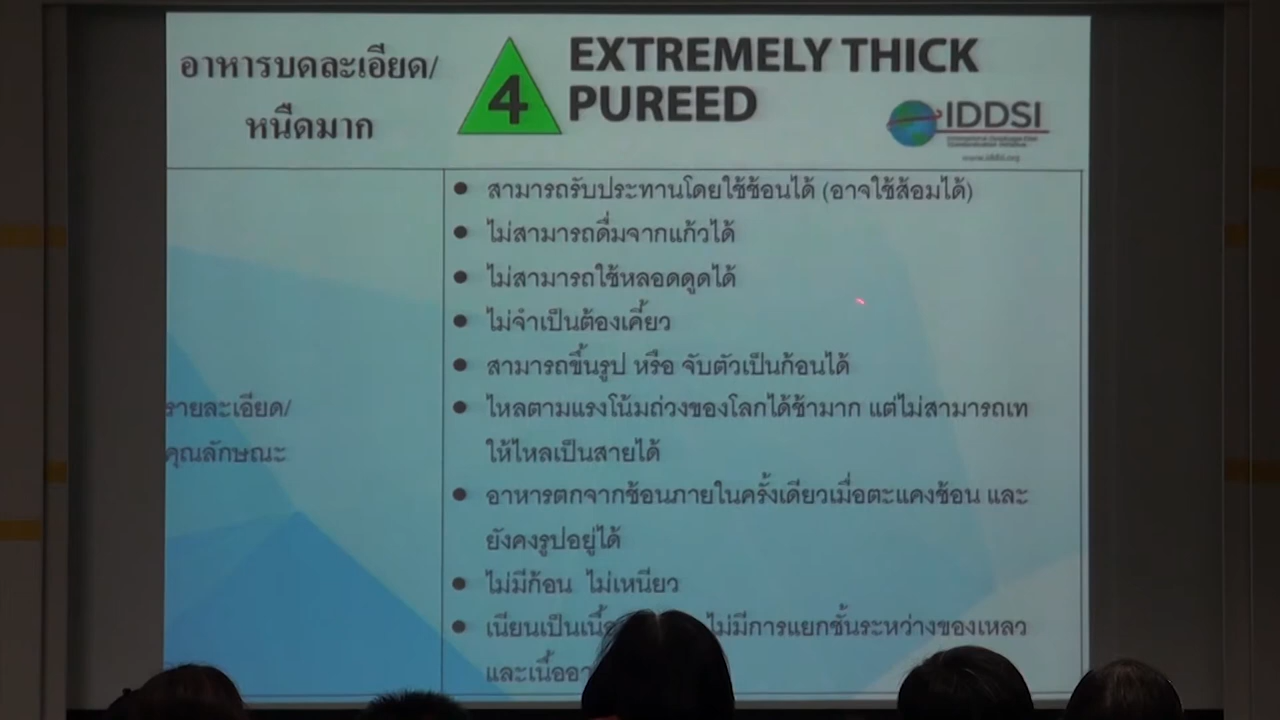 อาหารบดละเอียด/
หนืดมาก
4
EXTREMELY THICK
PUREED
IDDSI
www.iddsi.org
รายละเอียด/
คุณลักษณะ
● สามารถรับประทานโดยใช้ช้อนได้ (อาจใช้ส้อมได้)
● ไม่สามารถดื่มจากแก้วได้
● ไม่สามารถใช้หลอดดูดได้
● ไม่จำเป็นต้องเคี้ยว
● สามารถขึ้นรูป หรือ จับตัวเป็นก้อนได้
● ไหลตามแรงโน้มถ่วงของโลกได้ช้ามาก แต่ไม่สามารถเท
ให้ไหลเป็นสายได้
● อาหารตกจากช้อนภายในครั้งเดียวเมื่อตะแคงช้อน และ
ยังคงรูปอยู่ได้
● ไม่มีก้อน ไม่เหนียว
● เนียนเป็นเนื้อ ไม่มีการแยกชั้นระหว่างของเหลว
และเนื้อ